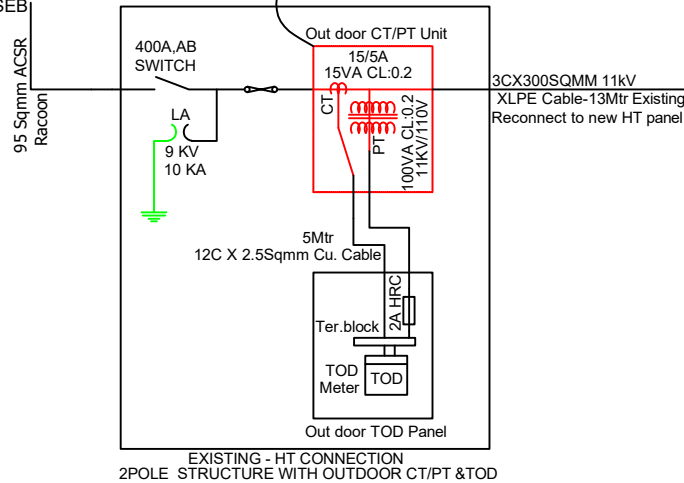 SEB
95 Sqmm ACSR
Racoon
400A,AB
SWITCH
LA
9 KV
10 KA
Out door CT/PT Unit
15/5A
15VA CL:0.2
CT
PT
100VA CL:0.2
11KV/110V
3CX300SQMM 11kV
XLPE Cable-13Mtr Existing
Reconnect to new HT panel
5Mtr
12C X 2.5Sqmm Cu. Cable
2A HRC
Ter.block
TOD
Meter
TOD
Out door TOD Panel
EXISTING - HT CONNECTION
2POLE STRUCTURE WITH OUTDOOR CT/PT &TOD